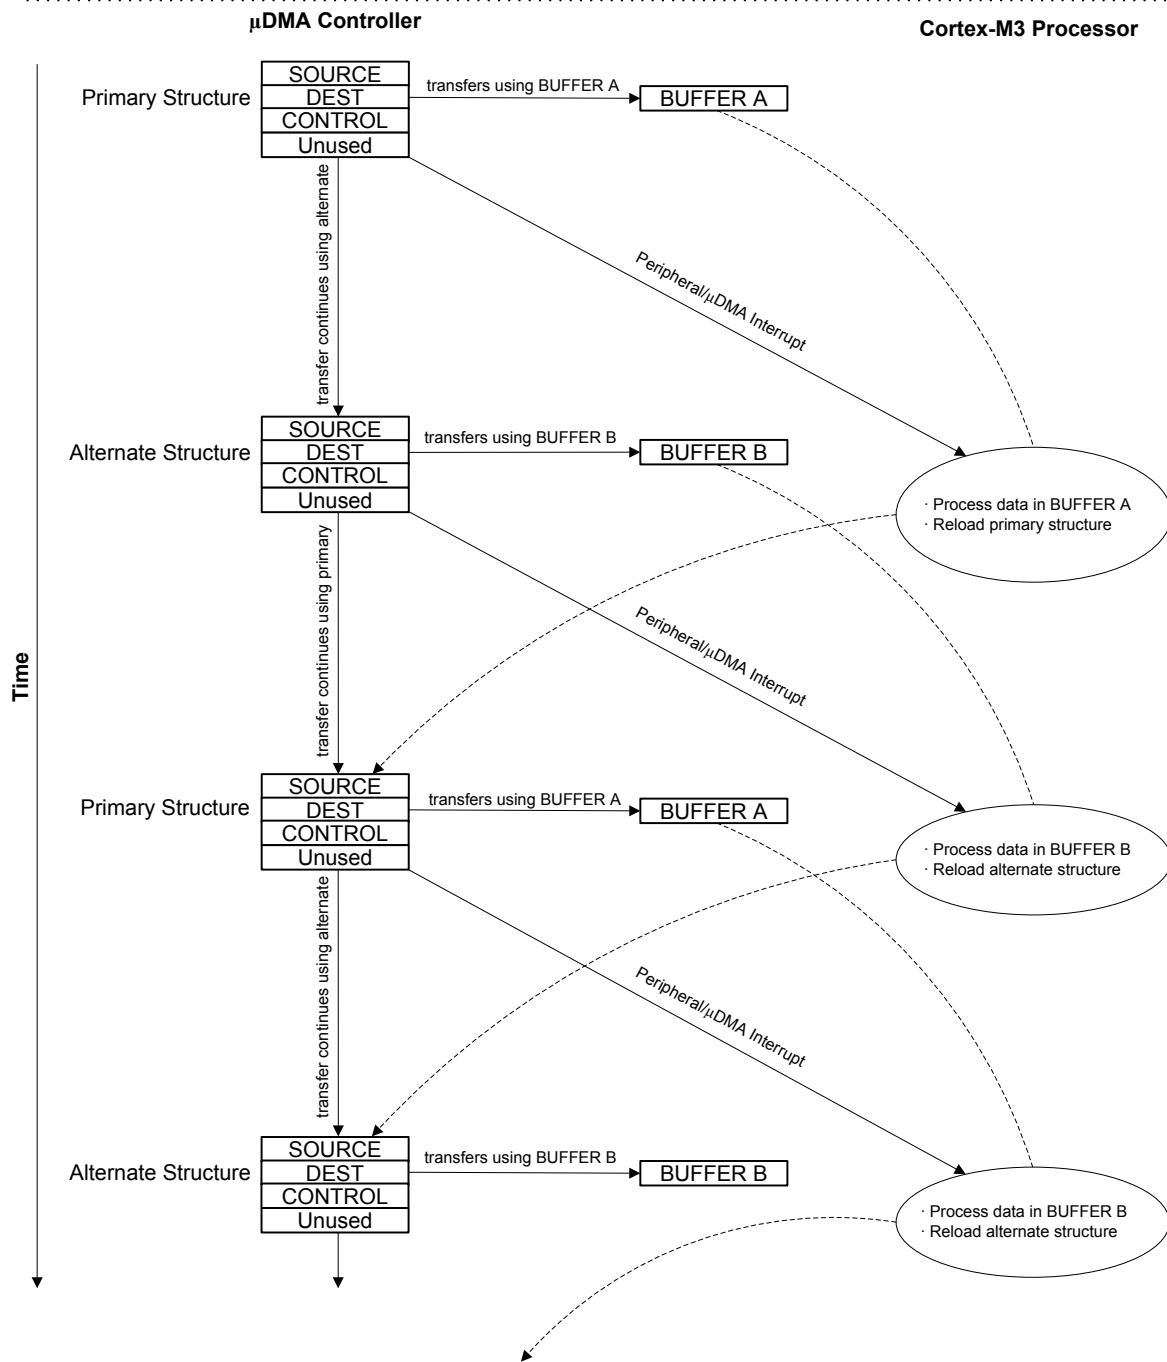 µDMA Controller
Cortex-M3 Processor
SOURCE
transfers using BUFFER A
Primary Structure
DEST
BUFFER A
CONTROL
Unused
transfer continues using alternate
Peripheral/µDMA Interrupt
SOURCE
transfers using BUFFER B
Alternate Structure
DEST
BUFFER B
CONTROL
Unused
· Process data in BUFFER A
· Reload primary structure
transfer continues using primary
Peripheral/µDMA Interrupt
Time
SOURCE
transfers using BUFFER A
Primary Structure
DEST
BUFFER A
CONTROL
Unused
· Process data in BUFFER B
· Reload alternate structure
transfer continues using alternate
Peripheral/µDMA Interrupt
SOURCE
transfers using BUFFER B
Alternate Structure
DEST
BUFFER B
CONTROL
Unused
· Process data in BUFFER B
· Reload alternate structure